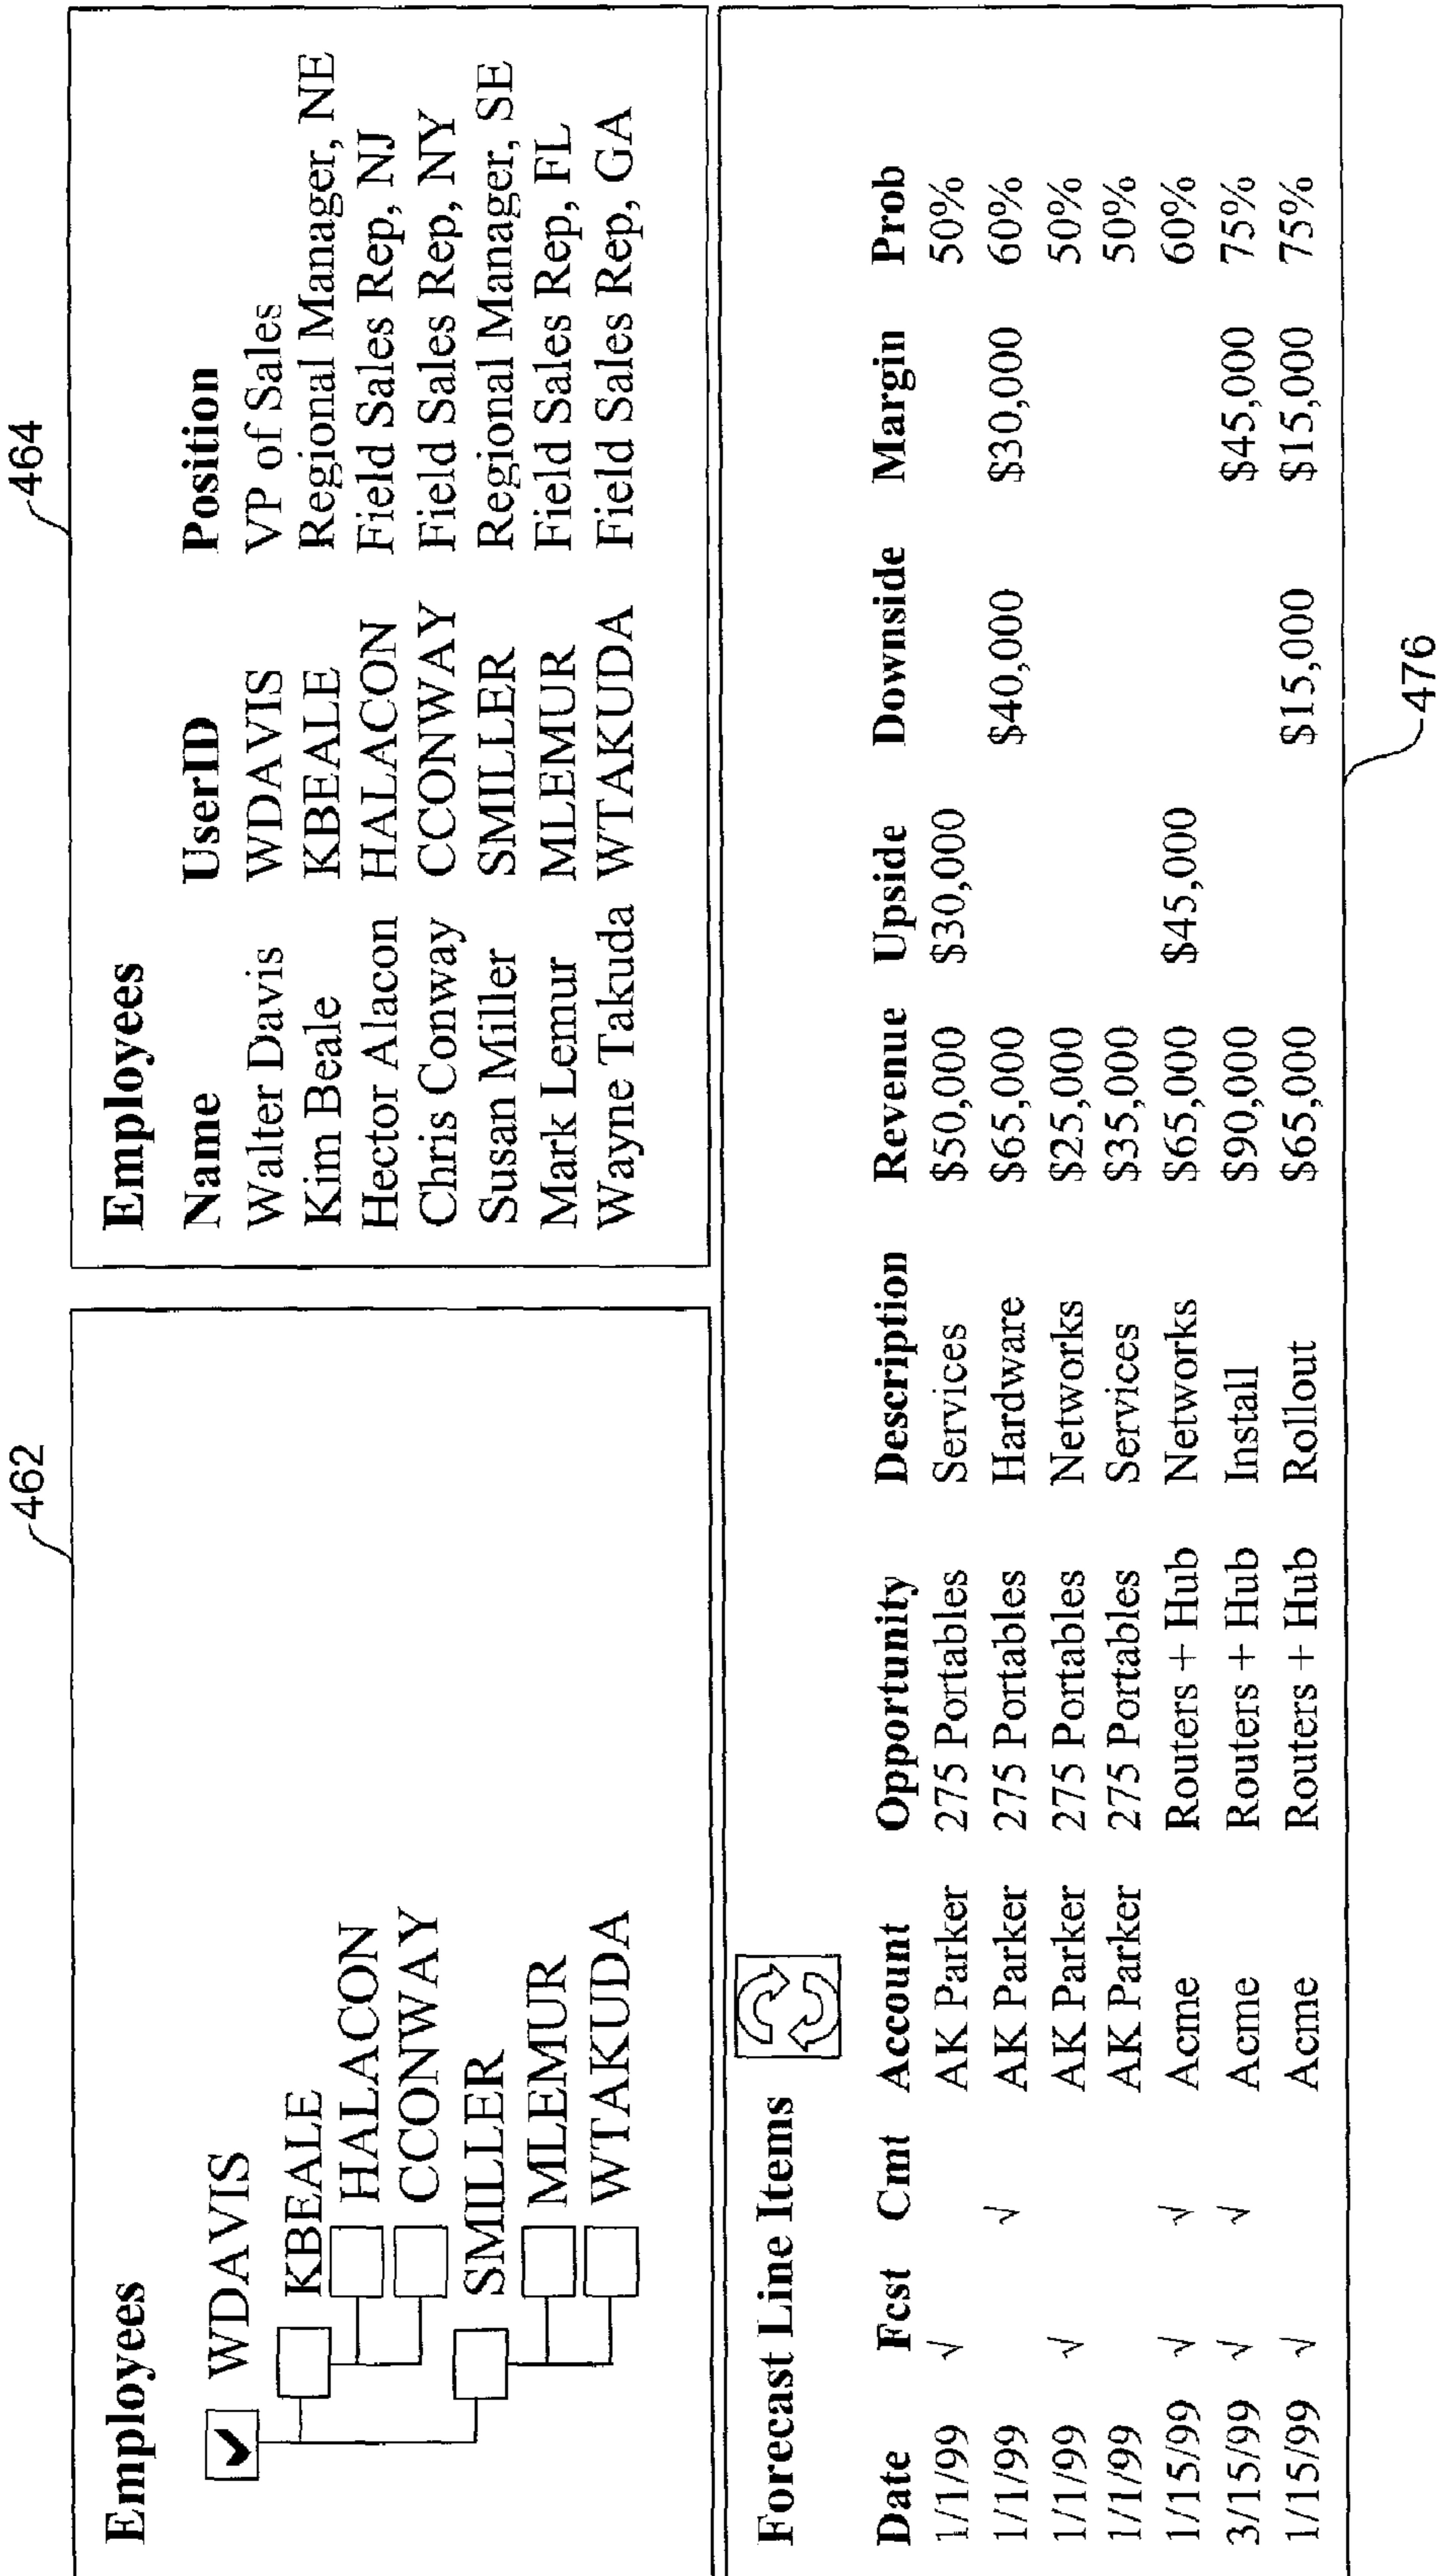 462
464
Employees
WDAVIS
KBEALE
HALACON
CCONWAY
SMILLER
MLEMUR
WTAKUDA
Employees
Name UserID Position
Walter Davis WDAVIS VP of Sales
Kim Beale KBEALE Regional Manager, NE
Hector Alacon HALACON Field Sales Rep, NJ
Chris Conway CCONWAY Field Sales Rep, NY
Susan Miller SMILLER Regional Manager, SE
Mark Lemur MLEMUR Field Sales Rep, FL
Wayne Takuda WTAKUDA Field Sales Rep, GA
Forecast Line Items
Date Fcst Cmt Account Opportunity Description Revenue Upside Downside Margin Prob
1/1/99 √ AK Parker 275 Portables Services $50,000 $30,000 50%
1/1/99 √ AK Parker 275 Portables Hardware $65,000 $40,000 $30,000 60%
1/1/99 √ AK Parker 275 Portables Networks $25,000 50%
1/1/99 AK Parker 275 Portables Services $35,000 50%
1/15/99 √ √ Acme Routers + Hub Networks $65,000 $45,000 60%
3/15/99 √ √ Acme Routers + Hub Install $90,000 $45,000 75%
1/15/99 √ Acme Routers + Hub Rollout $65,000 $15,000 $15,000 75%
476